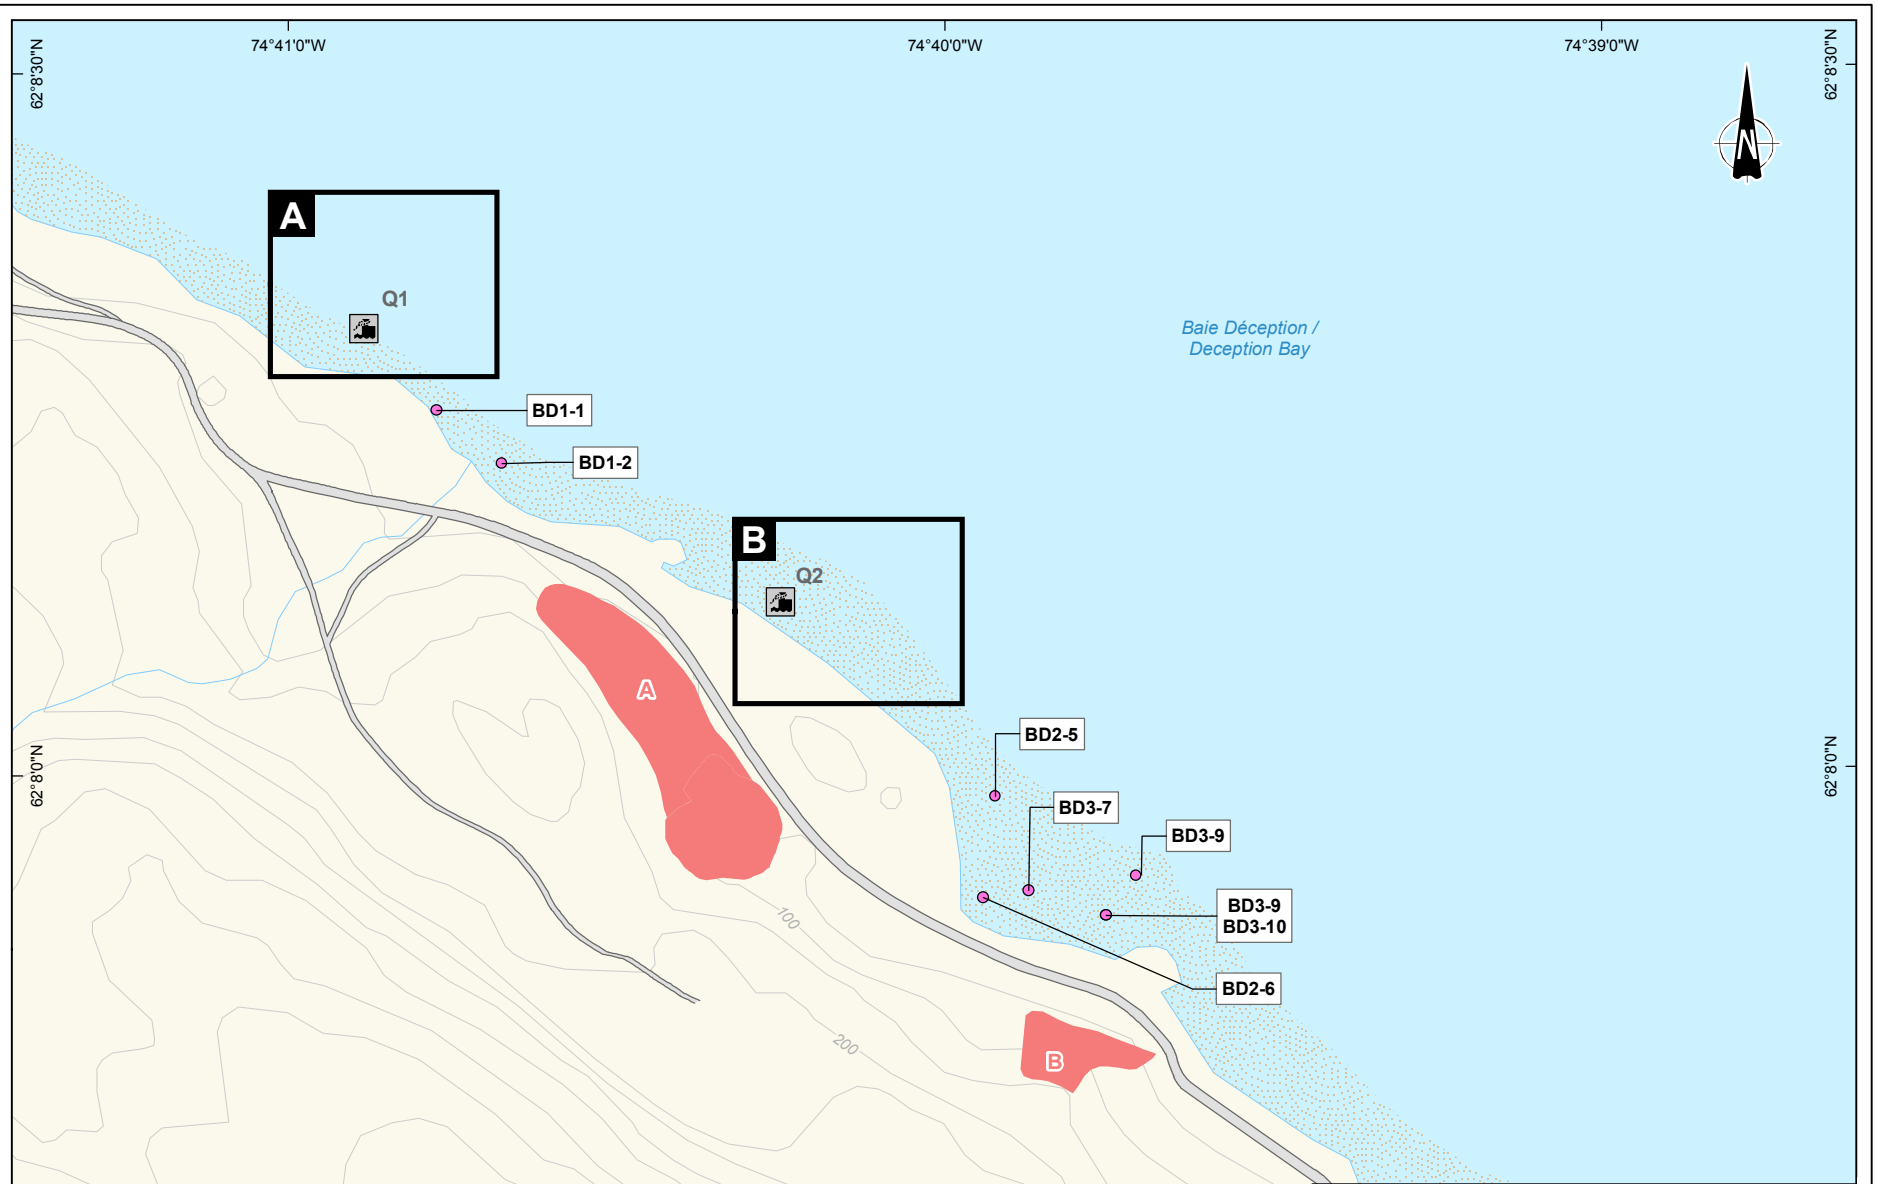 74°41'0"W
74°40'0"W
74°39'0"W
62°8'30"N
62°8'30"N
N
A
Q1
Baie Déception /
Deception Bay
BD1-1
BD1-2
B
Q2
A
BD2-5
62°8'0"N
62°8'0"N
BD3-7
BD3-9
BD3-9
BD3-10
100
BD2-6
200
B